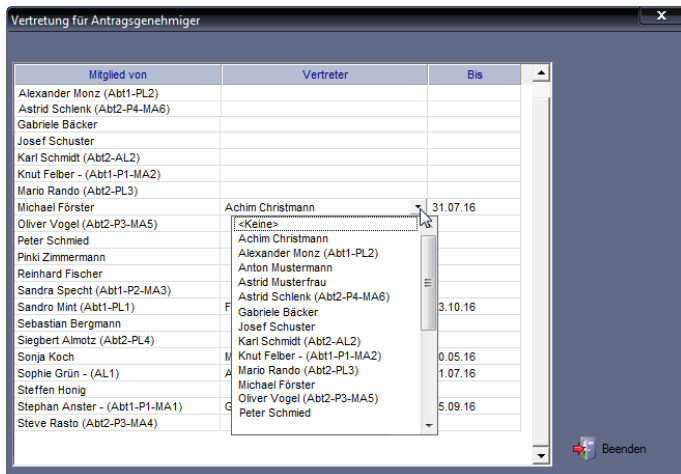 Vertretung für Antragsgenehmiger
x
Mitglied von Vertreter Bis
Alexander Monz (Abt1-PL2)
Astrid Schlenk (Abt2-P4-MA6)
Gabriele Bäcker
Josef Schuster
Karl Schmidt (Abt2-AL2)
Knut Felber - (Abt1-P1-MA2)
Mario Rando (Abt2-PL3)
Michael Förster Achim Christmann 31.07.16
Oliver Vogel (Abt2-P3-MA5)
Peter Schmied
Pinki Zimmermann
Reinhard Fischer
Sandra Specht (Abt1-P2-MA3)
Sandro Mint (Abt1-PL1) F 3.10.16
Sebastian Bergmann
Siegbert Almotz (Abt2-PL4)
Sonja Koch M 0.05.16
Sophie Grün - (AL1) A 1.07.16
Steffen Honig
Stephan Anster - (Abt1-P1-MA1) G 5.09.16
Steve Rasto (Abt2-P3-MA4)
<Keine>
Achim Christmann
Alexander Monz (Abt1-PL2)
Anton Mustermann
Astrid Musterfrau
Astrid Schlenk (Abt2-P4-MA6)
Gabriele Bäcker
Josef Schuster
Karl Schmidt (Abt2-AL2)
Knut Felber - (Abt1-P1-MA2)
Mario Rando (Abt2-PL3)
Michael Förster
Oliver Vogel (Abt2-P3-MA5)
Peter Schmied
Beenden